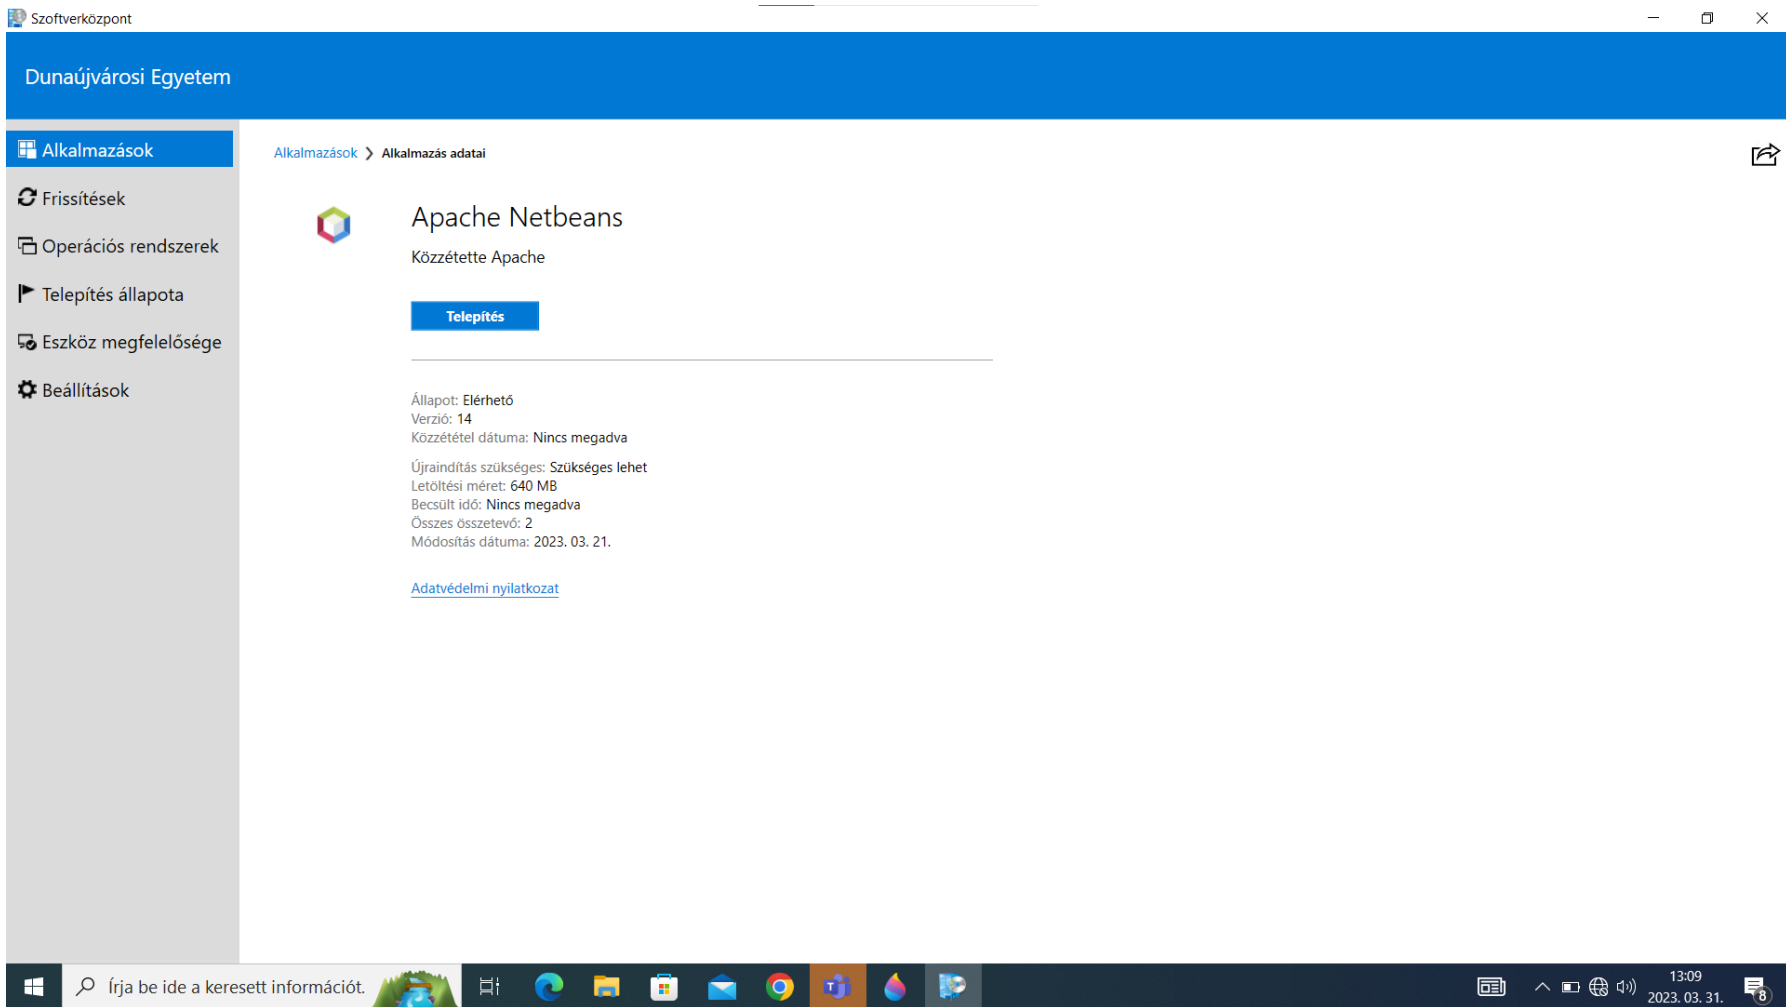 Szoftverközpont
Dunaújvárosi Egyetem
Alkalmazások
Frissítések
Operációs rendszerek
Telepítés állapota
Eszköz megfelelősége
Beállítások
Alkalmazások > Alkalmazás adatai
Apache Netbeans
Közzétette Apache
Telepítés
Állapot: Elérhető
Verzió: 14
Közzététel dátuma: Nincs megadva
Újraindítás szükséges: Szükséges lehet
Letöltési méret: 640 MB
Becsült idő: Nincs megadva
Összes összetevő: 2
Módosítás dátuma: 2023. 03. 21.
Adatvédelmi nyilatkozat
Írja be ide a keresett információt.
13:09
2023. 03. 31.
8